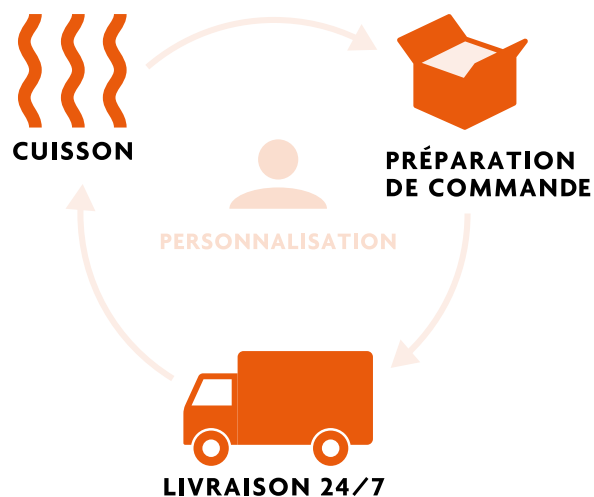 CUISSON
PRÉPARATION
DE COMMANDE
PERSONNALISATION
LIVRAISON 24/7